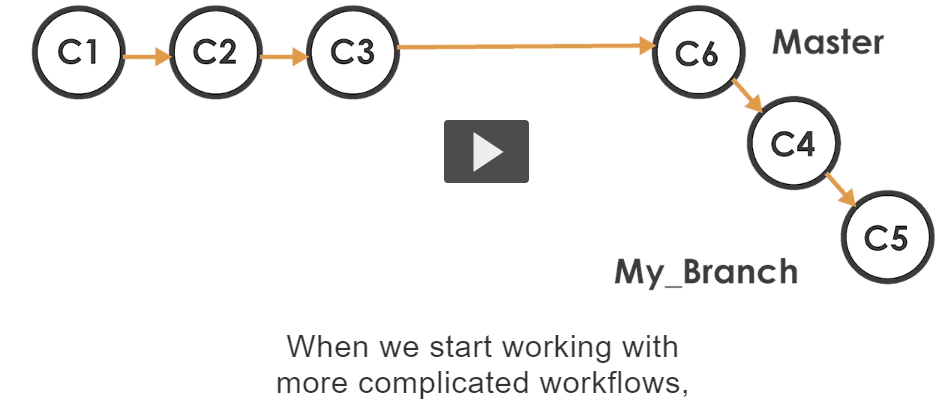 C1
C2
C3
C6
Master
C4
C5
My_Branch
When we start working with
more complicated workflows,